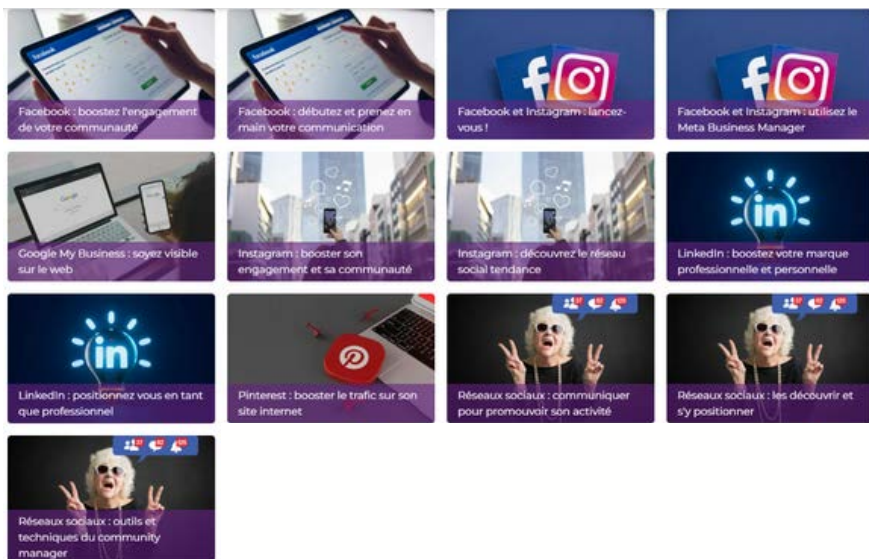 Facebook : boostez l'engagement
de votre communauté
Facebook : débutez et prenez en
main votre communication
Facebook et Instagram : lancez-
vous !
Facebook et Instagram : utilisez le
Meta Business Manager
Google My Business : soyez visible
sur le web
Instagram : booster son
engagement et sa communauté
Instagram : découvrez le réseau
social tendance
LinkedIn : boostez votre marque
professionnelle et personnelle
LinkedIn : positionnez vous en tant
que professionnel
Pinterest : booster le trafic sur son
site internet
Réseaux sociaux : communiquer
pour promouvoir son activité
Réseaux sociaux : les découvrir et
s'y positionner
Réseaux sociaux : outils et
techniques du community
manager